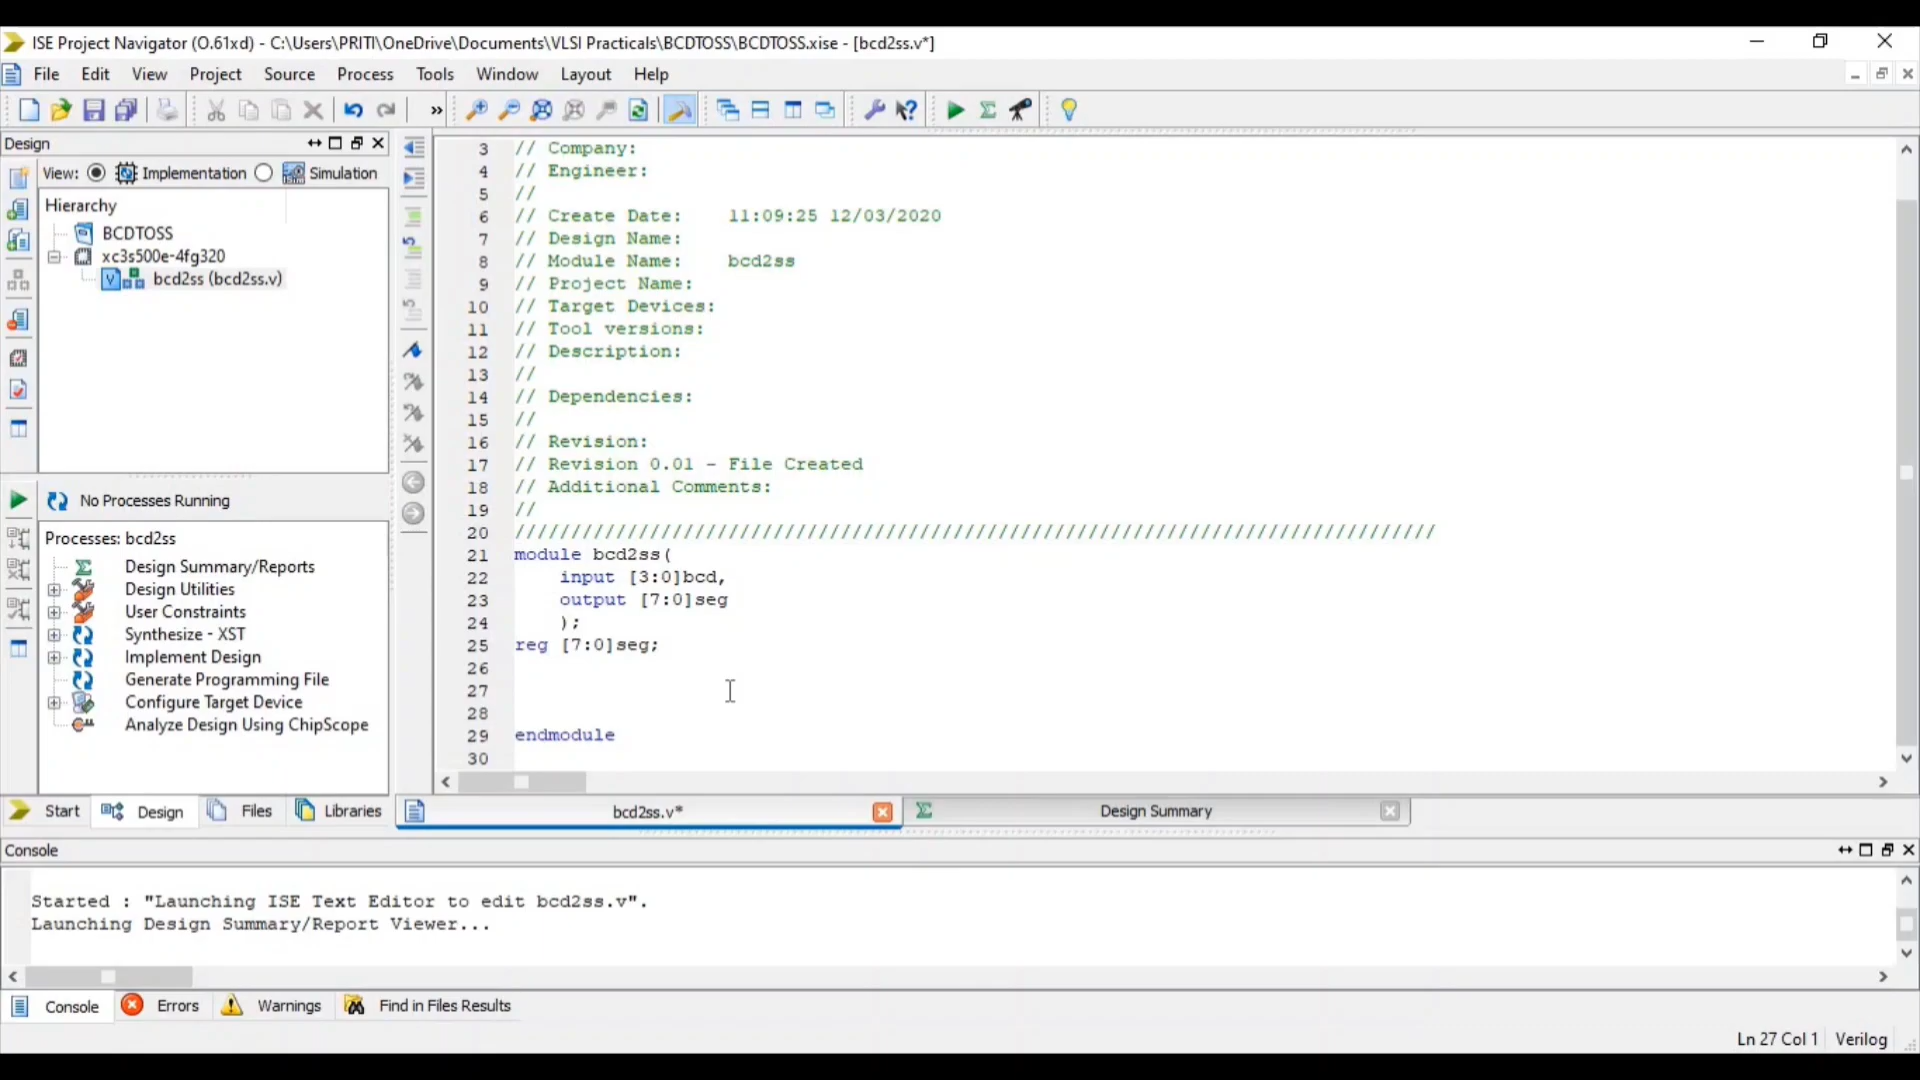 ISE Project Navigator (O.61xd) - C:\Users\PRITI\OneDrive\Documents\VLSI Practicals\BCDTOSS\BCDTOSS.xise - [bcd2ss.v*]
File Edit View Project Source Process Tools Window Layout Help
»
Design
View: Implementation Simulation
Hierarchy
BCDTOSS
xc3s500e-4fg320
bcd2ss (bcd2ss.v)
No Processes Running
Processes: bcd2ss
Design Summary/Reports
Design Utilities
User Constraints
Synthesize - XST
Implement Design
Generate Programming File
Configure Target Device
Analyze Design Using ChipScope
Start Design Files Libraries
3 // Company:
4 // Engineer:
5 //
6 // Create Date:    11:09:25 12/03/2020
7 // Design Name:
8 // Module Name:    bcd2ss
9 // Project Name:
10 // Target Devices:
11 // Tool versions:
12 // Description:
13 //
14 // Dependencies:
15 //
16 // Revision:
17 // Revision 0.01 - File Created
18 // Additional Comments:
19 //
20 //////////////////////////////////////////////////////////////////////////////////
21 module bcd2ss(
22     input [3:0]bcd,
23     output [7:0]seg
24     );
25 reg [7:0]seg;
26
27
28
29 endmodule
30
bcd2ss.v* Design Summary
Console
Started : "Launching ISE Text Editor to edit bcd2ss.v".
Launching Design Summary/Report Viewer...
Console Errors Warnings Find in Files Results
Ln 27 Col 1 Verilog